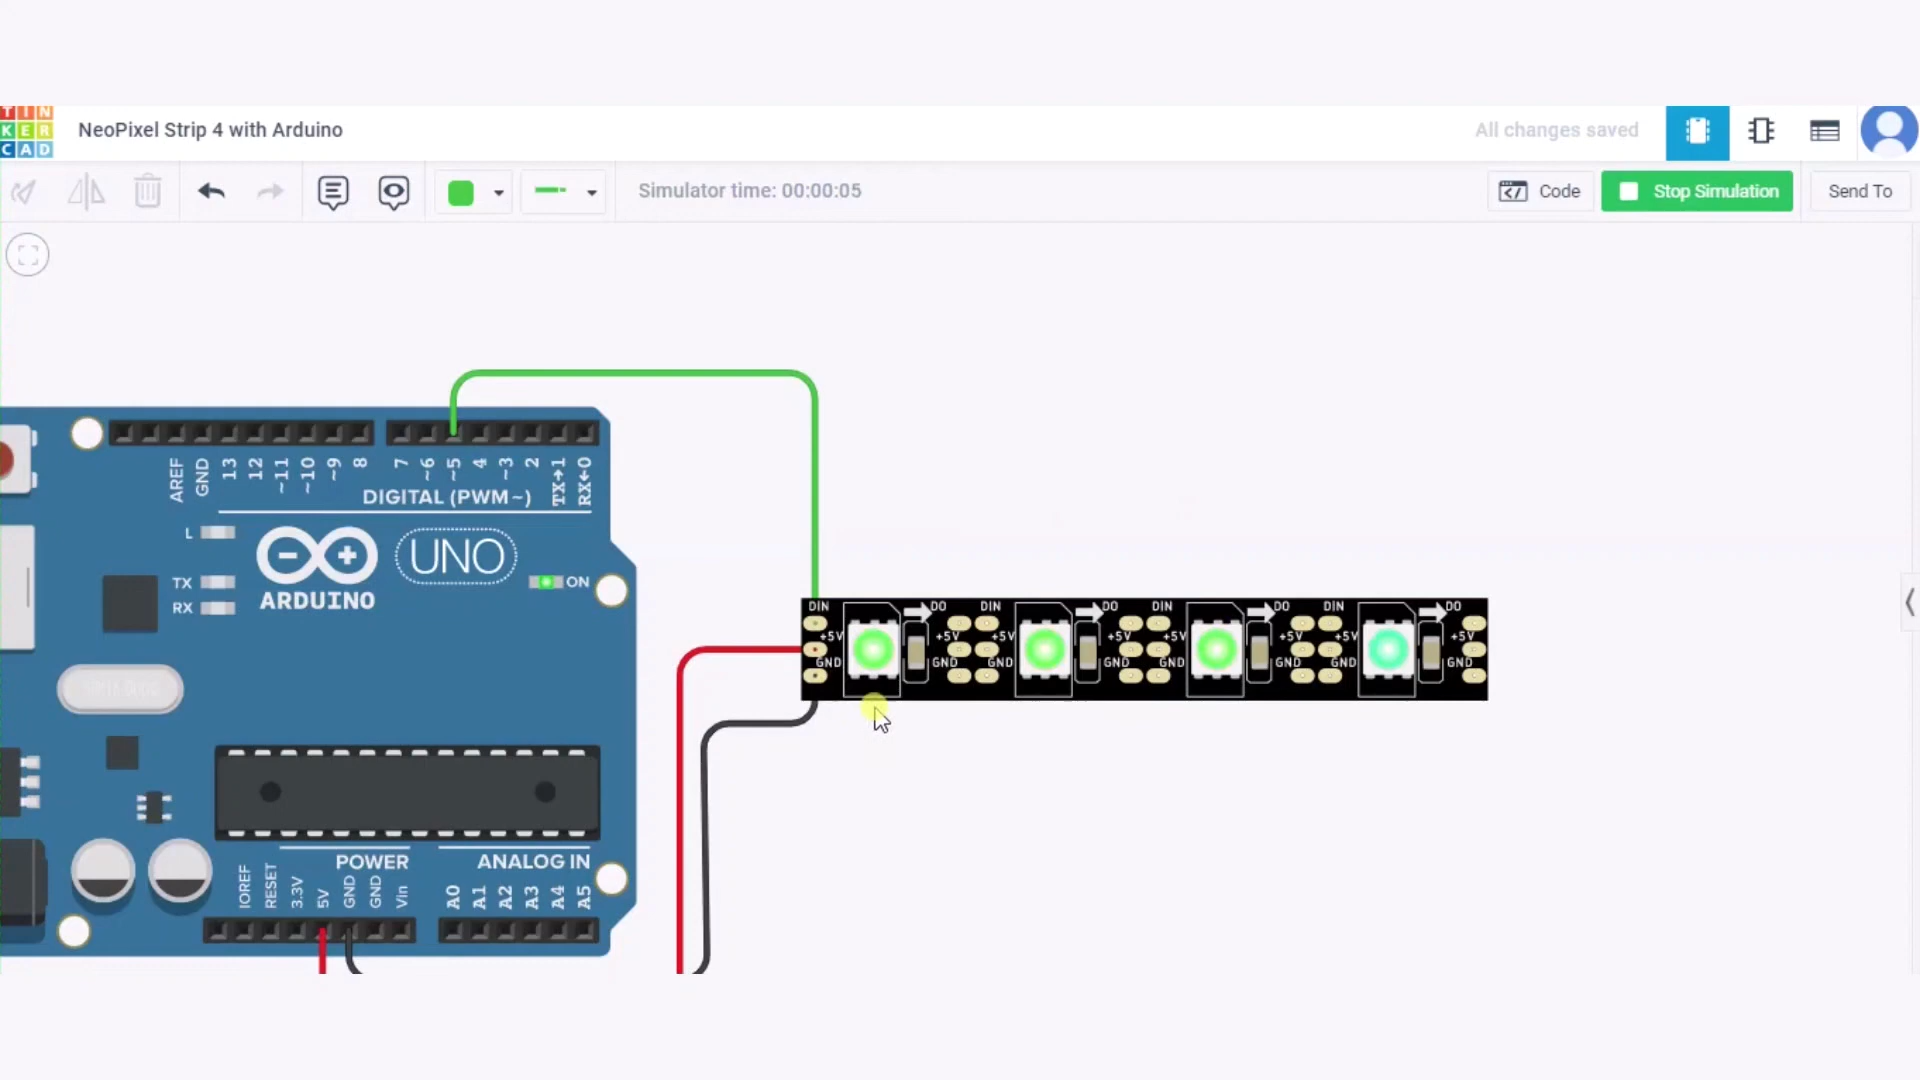 TINKERCAD
NeoPixel Strip 4 with Arduino
All changes saved
Simulator time: 00:00:05
Code
Stop Simulation
Send To
AREF
GND
13
12
~11
~10
~9
8
7
~6
~5
4
~3
2
TX→1
RX←0
DIGITAL (PWM~)
L
TX
RX
ARDUINO
UNO
ON
DIN +5V GND DO +5V GND
DIN +5V GND DO +5V GND
DIN +5V GND DO +5V GND
DIN +5V GND DO +5V GND
POWER
ANALOG IN
IOREF
RESET
3.3V
5V
GND
GND
Vin
A0
A1
A2
A3
A4
A5